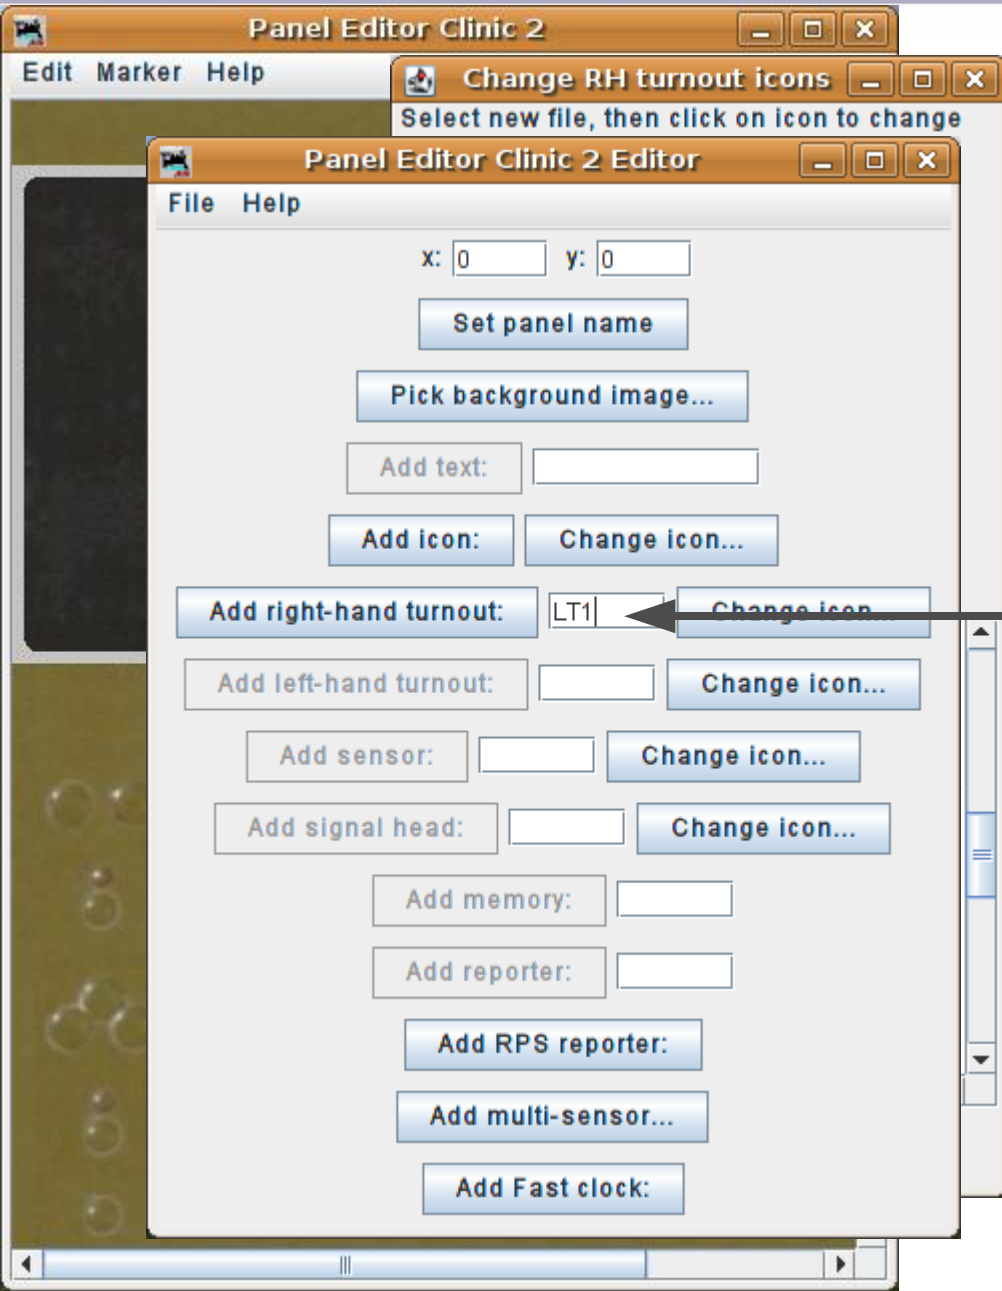 Panel Editor Clinic 2
Edit Marker Help
Change RH turnout icons
Select new file, then click on icon to change
Panel Editor Clinic 2 Editor
File Help
x: 0 y: 0
Set panel name
Pick background image...
Add text:
Add icon: Change icon...
Add right-hand turnout: LT1 Change icon...
Add left-hand turnout: Change icon...
Add sensor: Change icon...
Add signal head: Change icon...
Add memory:
Add reporter:
Add RPS reporter:
Add multi-sensor...
Add Fast clock: